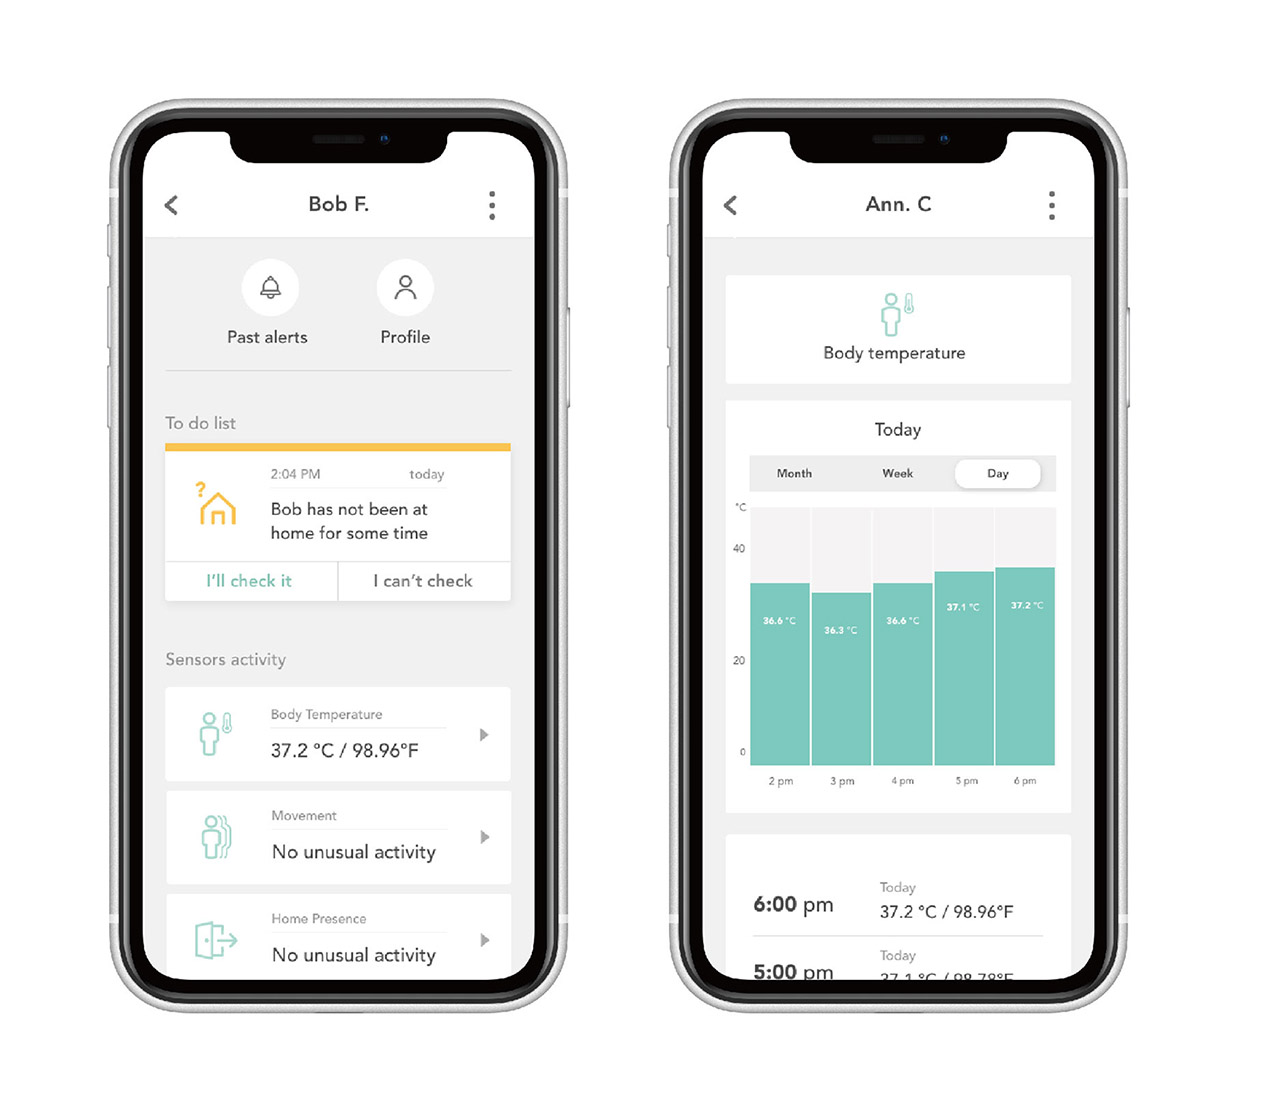 Bob F.
Past alerts
Profile
To do list
2:04 PM
today
?
Bob has not been at
home for some time
I'll check it
I can't check
Sensors activity
Body Temperature
37.2 °C / 98.96°F
Movement
No unusual activity
Home Presence
No unusual activity
Ann. C
Body temperature
Today
Month
Week
Day
°C
40
20
0
36.6 °C
36.3 °C
36.6 °C
37.1 °C
37.2 °C
2 pm
3 pm
4 pm
5 pm
6 pm
6:00 pm
Today
37.2 °C / 98.96°F
5:00 pm
Today
37.1 °C / 98.78°F